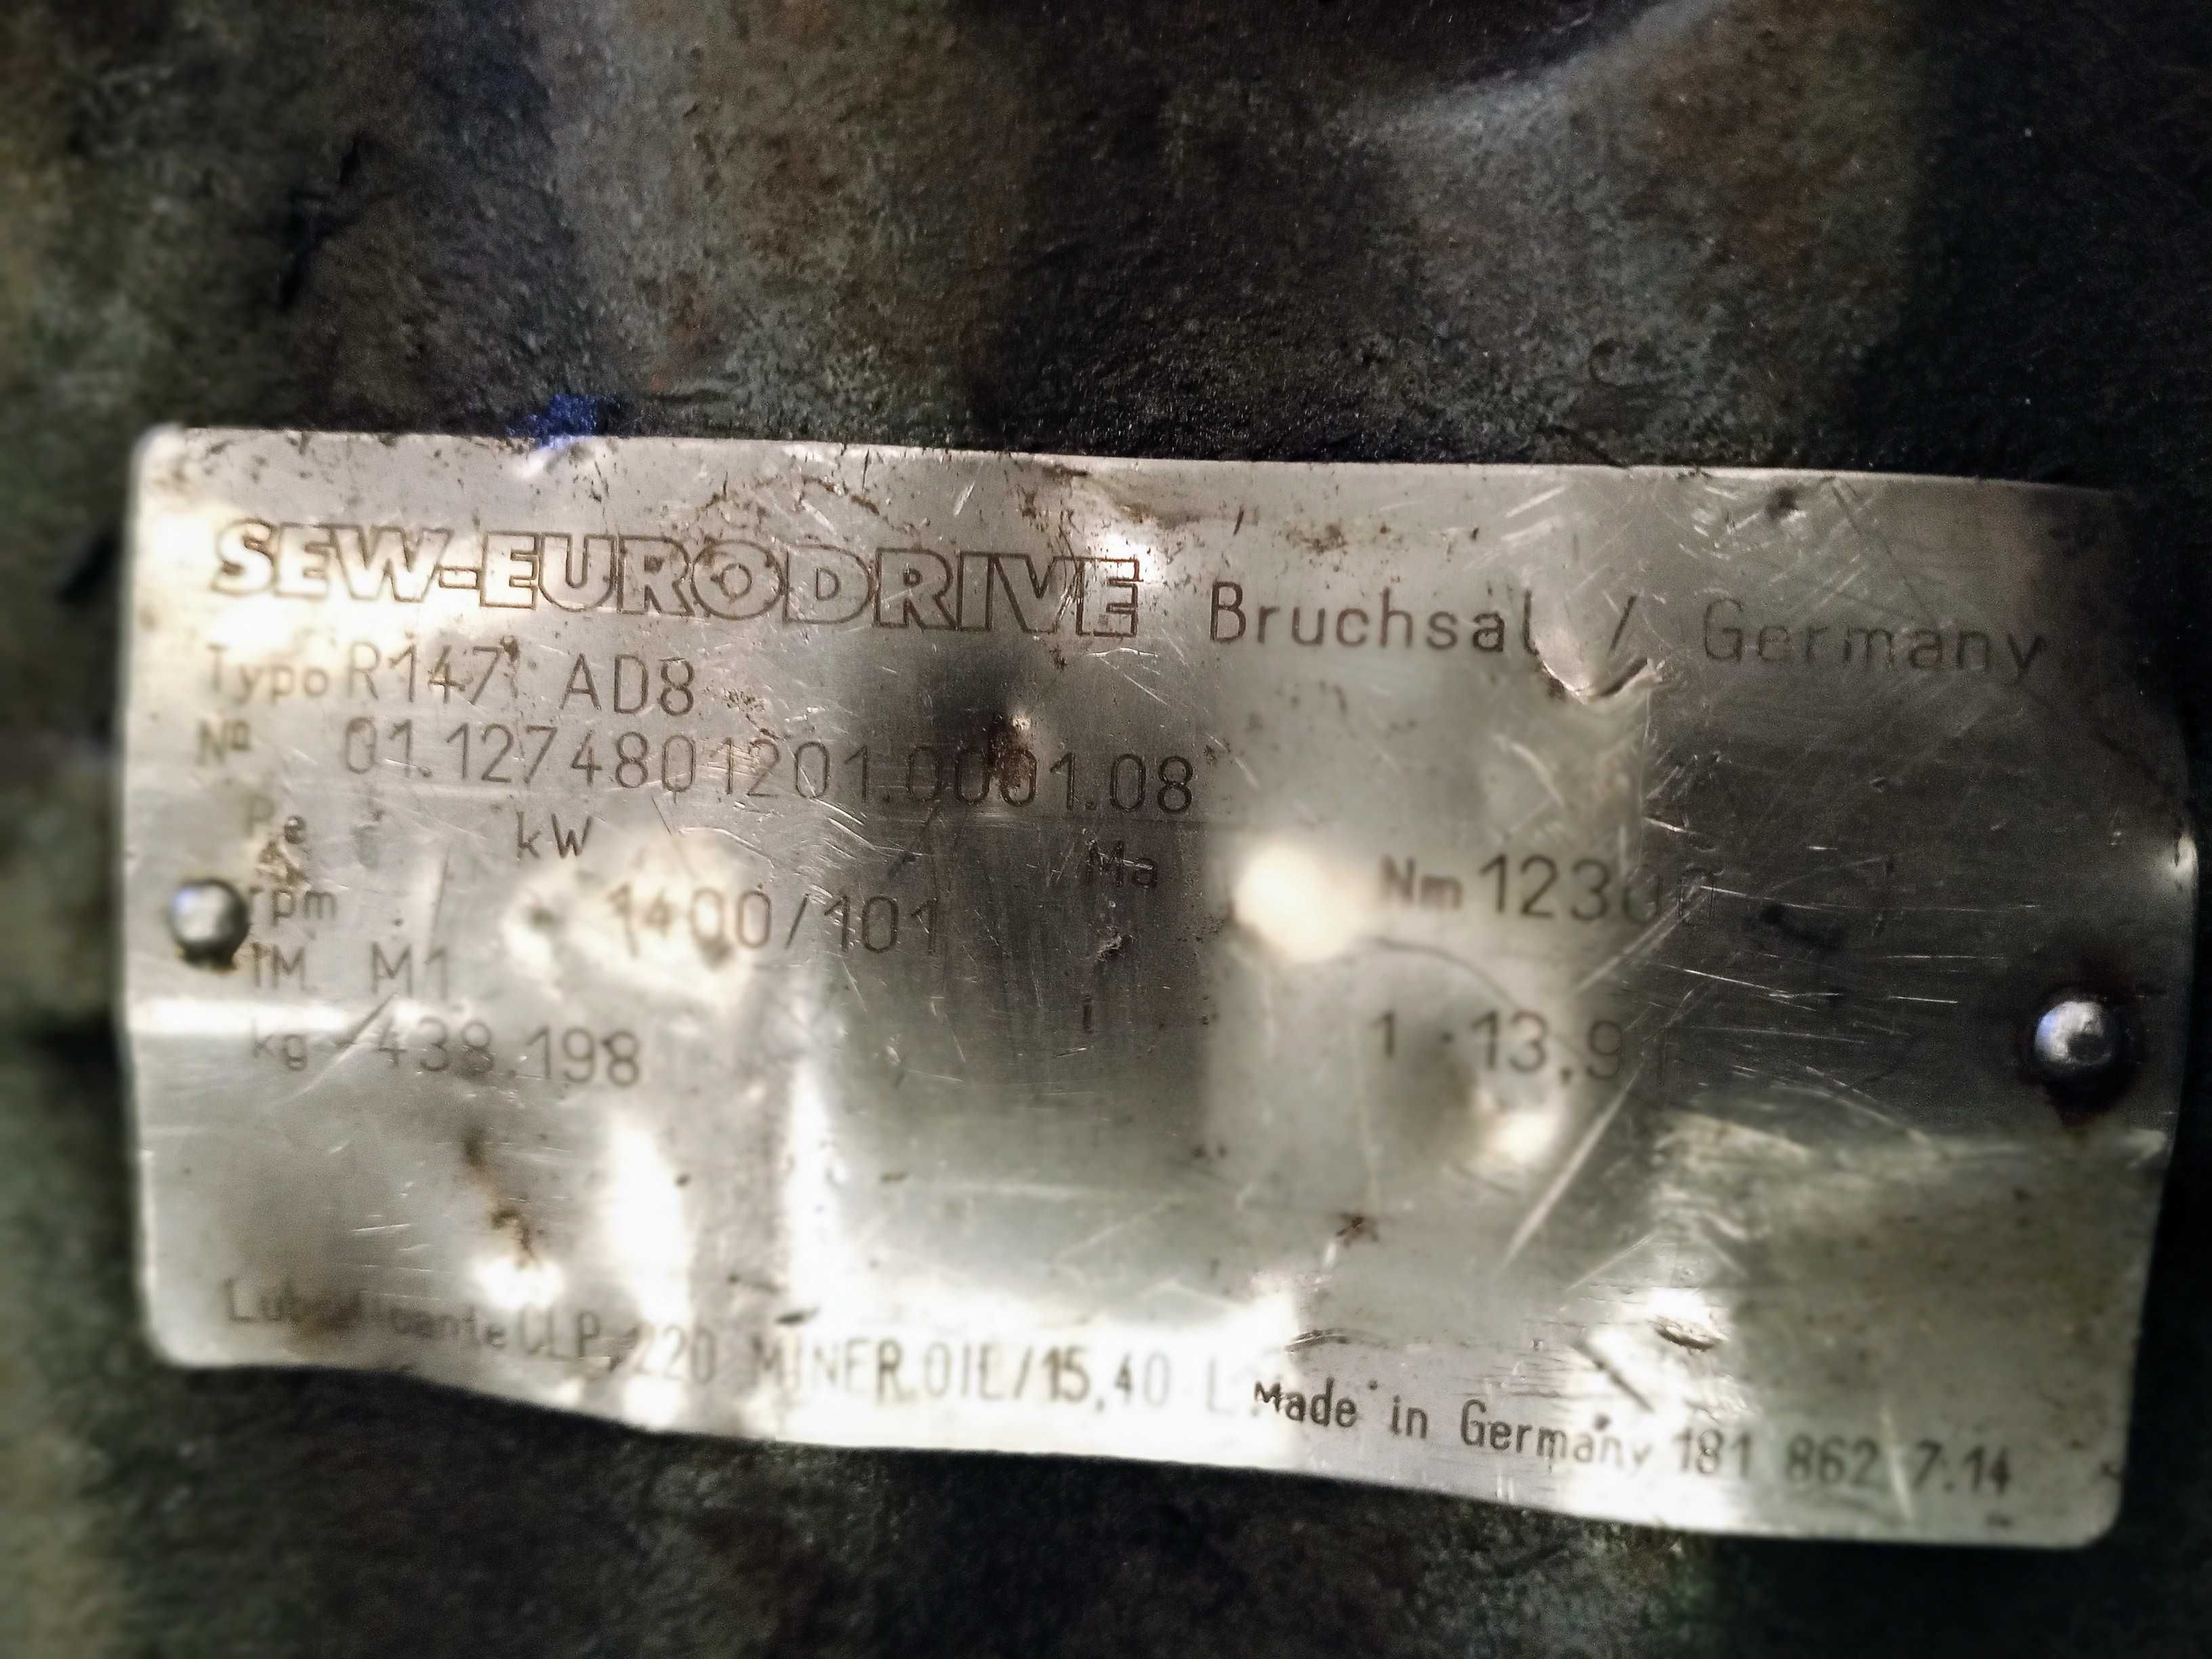 SEW-EURODRIVE Bruchsal / Germany
Typo R147 AD8
Nº 01.1274801201.0001.08
Pe kW Ma Nm 12300
rpm 1400/101
IM M1
kg 438.198 i 1 13,9
Lubrificante CLP 220 MINER.OIL/15,40 L Made in Germany 181 862 7.14